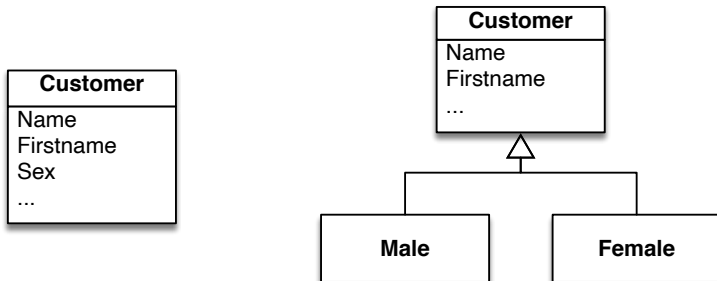 Customer
Name
Firstname
Sex
...
Customer
Name
Firstname
...
Male
Female